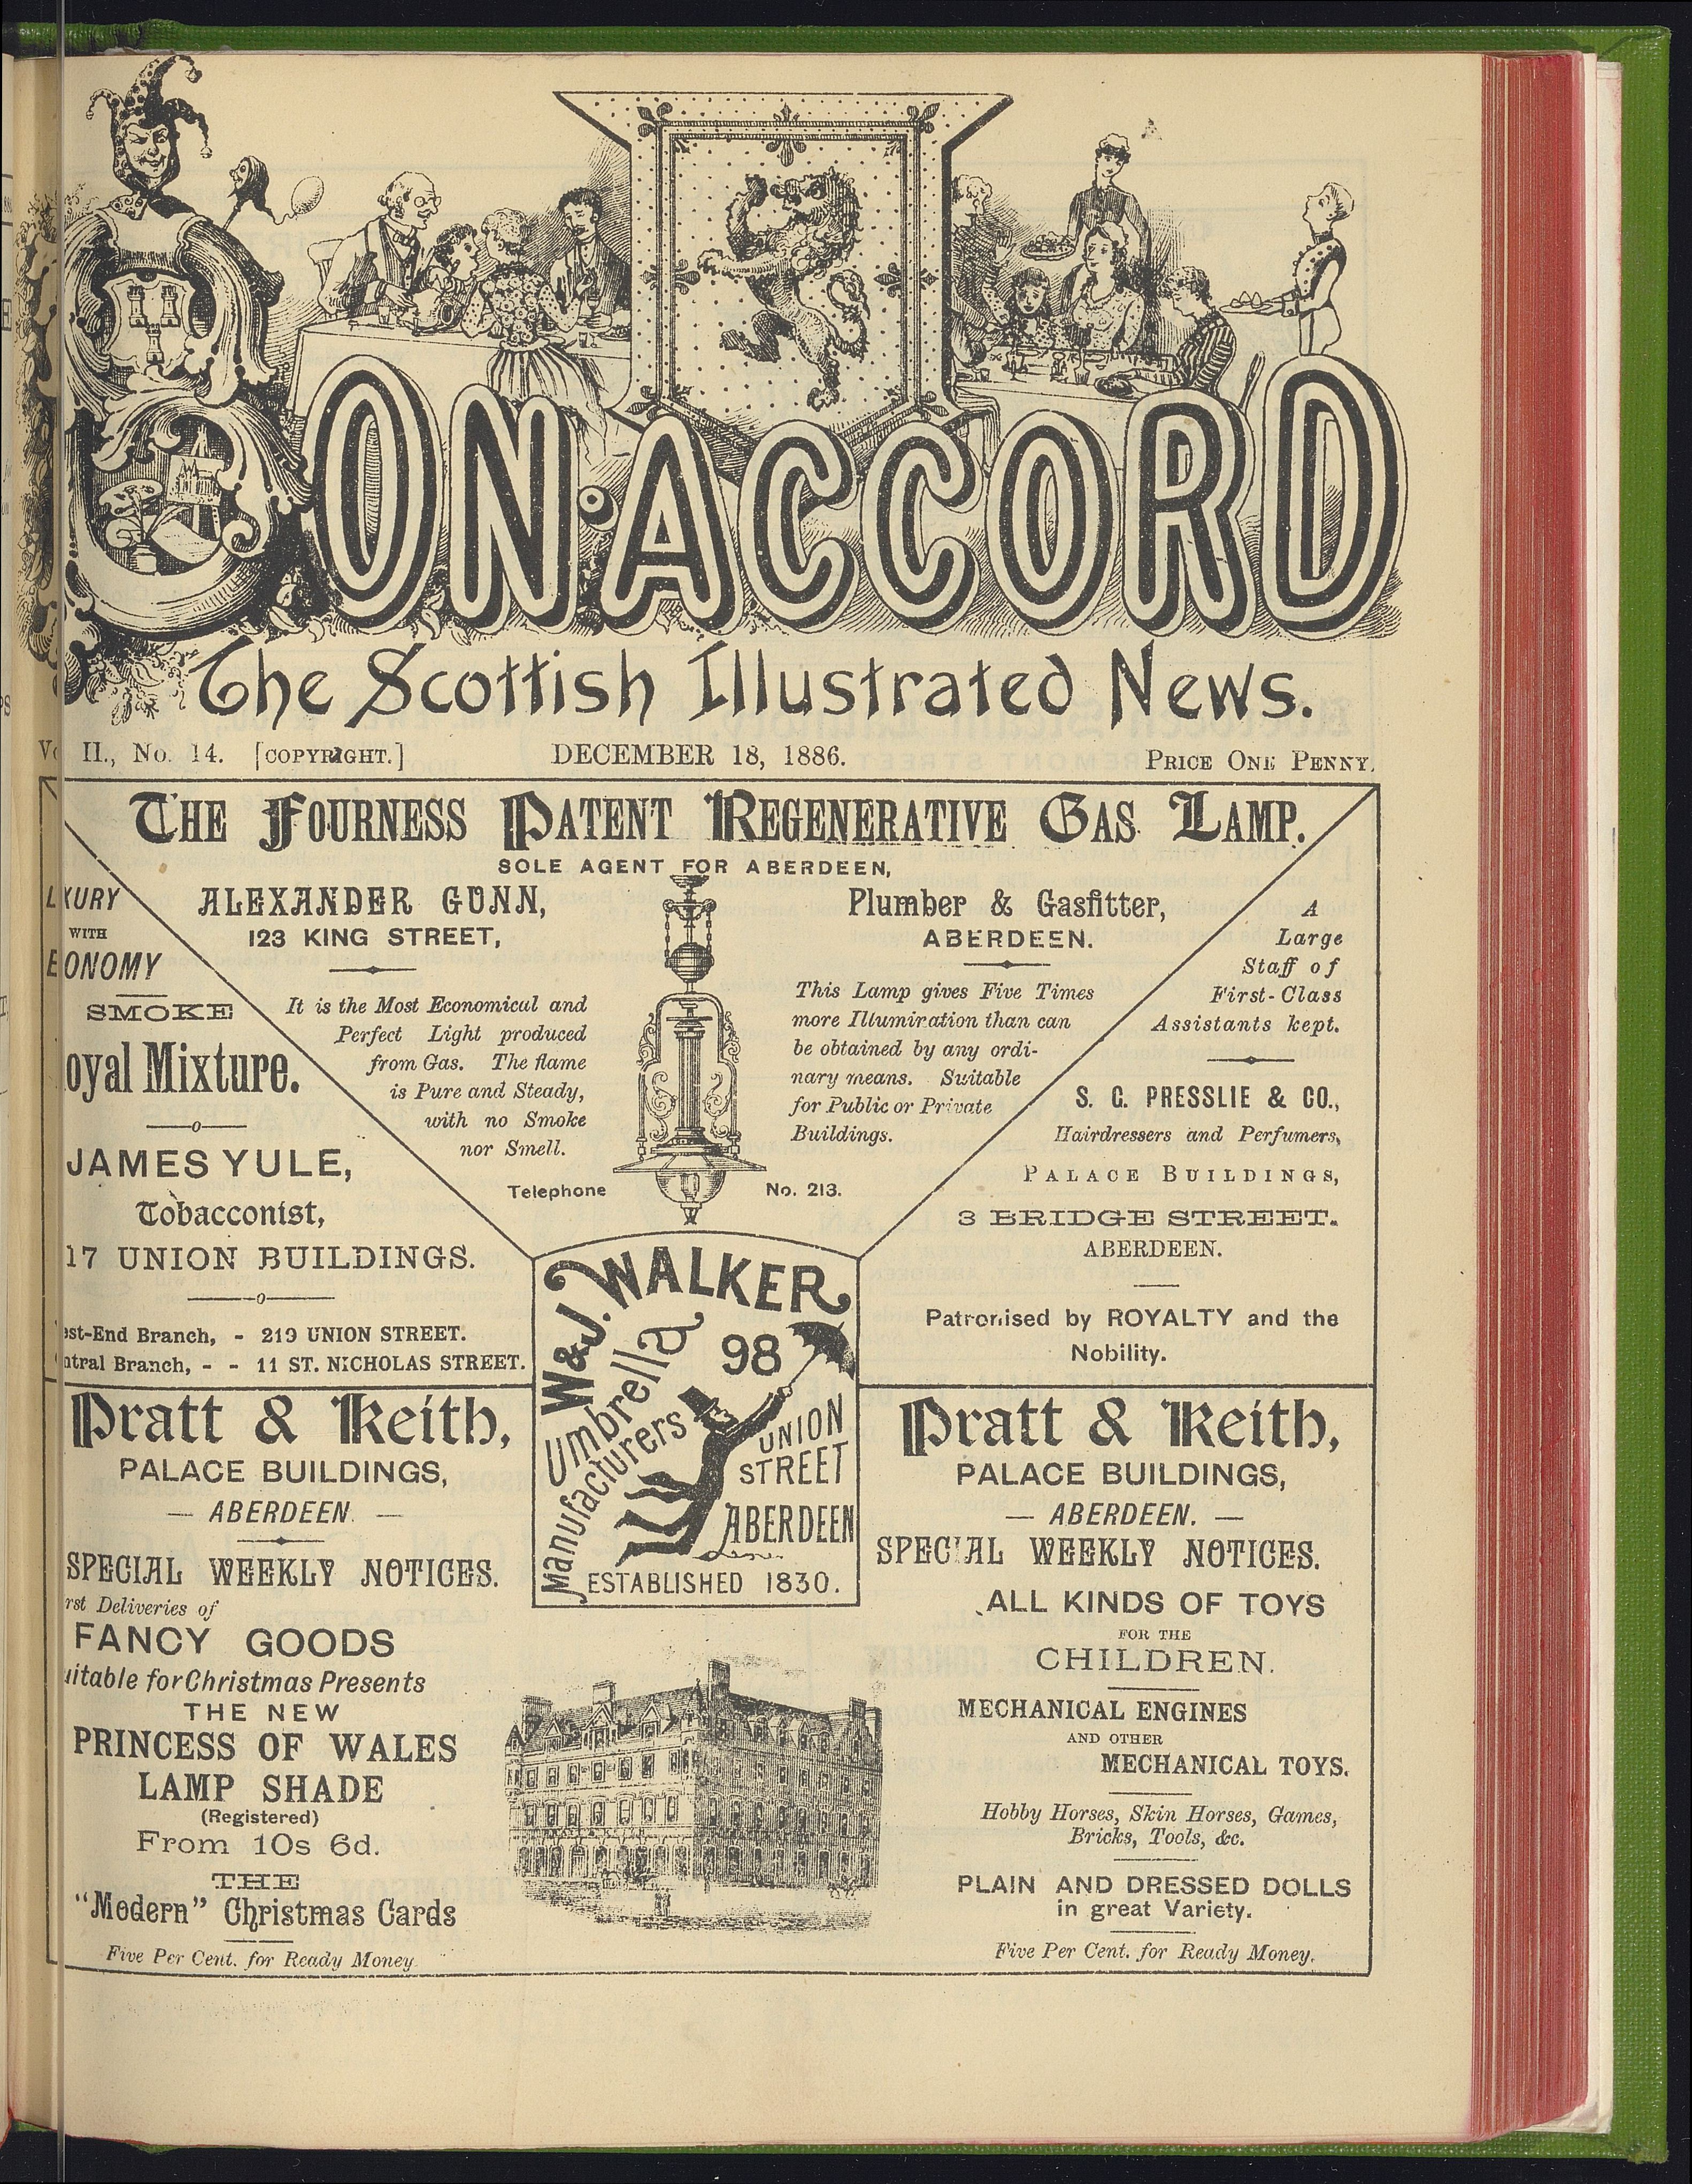 BON·ACCORD
The Scottish Illustrated News.
II., No. 14. [COPYRIGHT.] DECEMBER 18, 1886. PRICE ONE PENNY.
THE FOURNESS PATENT REGENERATIVE GAS LAMP.
SOLE AGENT FOR ABERDEEN,
ALEXANDER GUNN,
123 KING STREET,
Plumber & Gasfitter,
ABERDEEN.
It is the Most Economical and
Perfect Light produced
from Gas. The flame
is Pure and Steady,
with no Smoke
nor Smell.
This Lamp gives Five Times
more Illumination than can
be obtained by any ordi-
nary means. Suitable
for Public or Private
Buildings.
Telephone No. 213.
LXURY
WITH
EONOMY
SMOKE
oyal Mixture.
JAMES YULE,
Tobacconist,
17 UNION BUILDINGS.
est-End Branch, - 219 UNION STREET.
ntral Branch, - - 11 ST. NICHOLAS STREET.
A
Large
Staff of
First-Class
Assistants kept.
S. G. PRESSLIE & CO.,
Hairdressers and Perfumers,
PALACE BUILDINGS,
3 BRIDGE STREET.
ABERDEEN.
Patronised by ROYALTY and the
Nobility.
W & J. WALKER
Umbrella
Manufacturers
98
UNION
STREET
ABERDEEN
ESTABLISHED 1830.
Pratt & Keith,
PALACE BUILDINGS,
— ABERDEEN. —
SPECIAL WEEKLY NOTICES.
rst Deliveries of
FANCY GOODS
uitable for Christmas Presents
THE NEW
PRINCESS OF WALES
LAMP SHADE
(Registered)
From 10s 6d.
THE
"Modern" Christmas Cards
Five Per Cent. for Ready Money.
Pratt & Keith,
PALACE BUILDINGS,
— ABERDEEN. —
SPECIAL WEEKLY NOTICES.
ALL KINDS OF TOYS
FOR THE
CHILDREN.
MECHANICAL ENGINES
AND OTHER
MECHANICAL TOYS.
Hobby Horses, Skin Horses, Games,
Bricks, Tools, &c.
PLAIN AND DRESSED DOLLS
in great Variety.
Five Per Cent. for Ready Money.